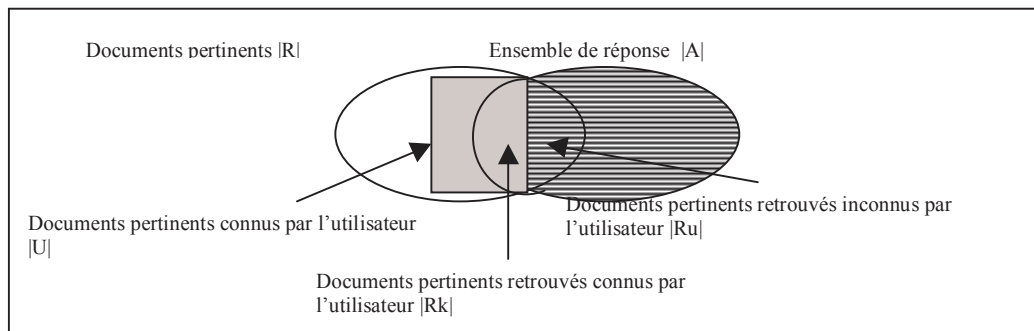 Documents pertinents |R|
Ensemble de réponse |A|
Documents pertinents connus par l'utilisateur
|U|
Documents pertinents retrouvés inconnus par
l'utilisateur |Ru|
Documents pertinents retrouvés connus par
l'utilisateur |Rk|